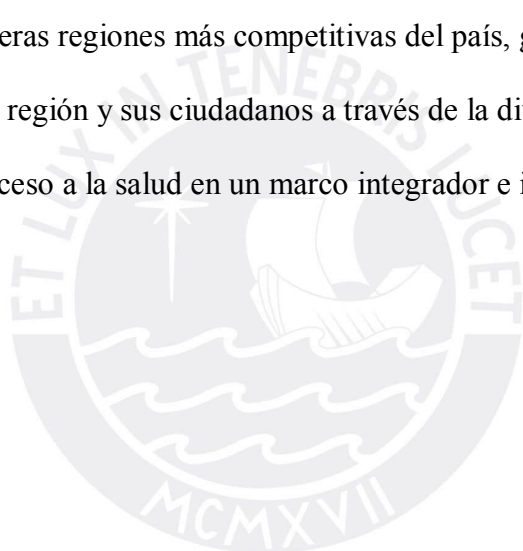 eras regiones más competitivas del país, g
región y sus ciudadanos a través de la di
ceso a la salud en un marco integrador e i
ET LUX IN TENEBRIS LUCET
MCMXVII